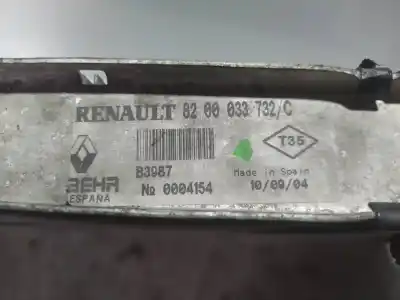 RENAULT 82 00 033 732/C
T35
B3987
BEHR
ESPAÑA
No 0004154
Made in Spain
10/09/04